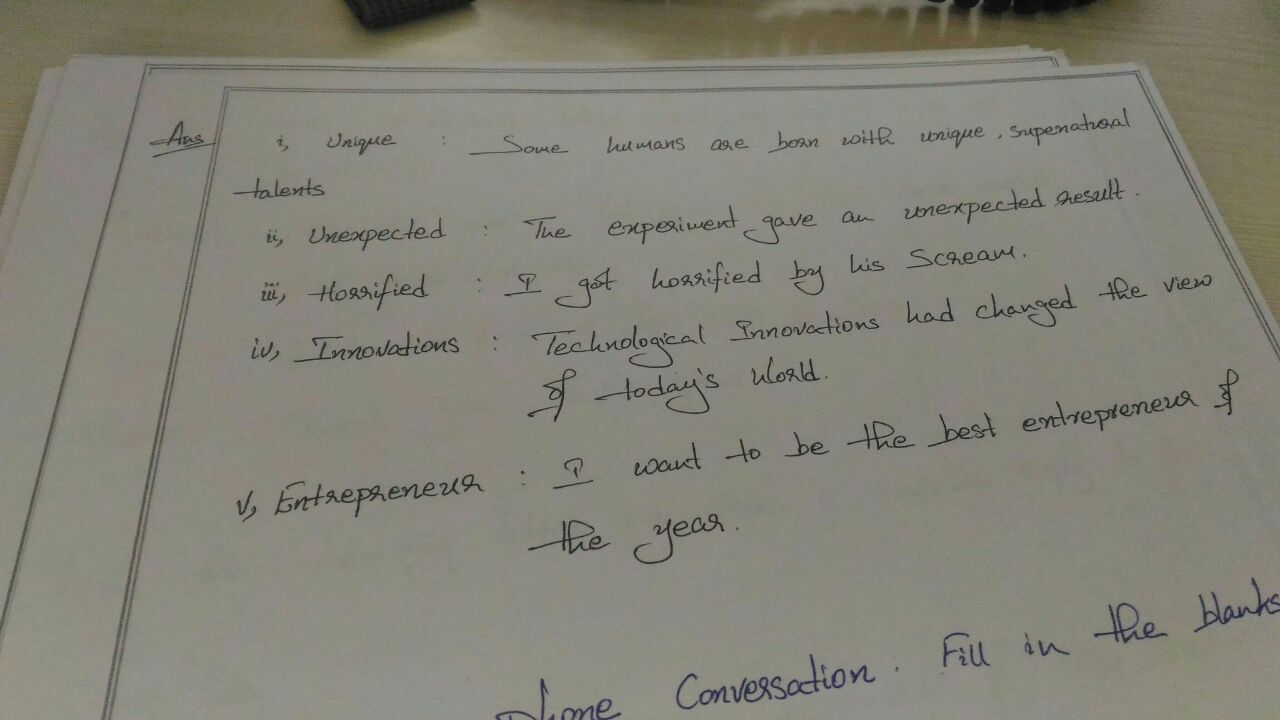 Ans i, Unique : Some humans are born with unique, supernatural
talents
ii, Unexpected : The experiment gave an unexpected result.
iii, Horrified : I got horrified by his Scream.
iv, Innovations : Technological Innovations had changed the view
of today's World.
v, Entrepreneur : I want to be the best entrepreneur of
the year.
Phone Conversation. Fill in the blanks